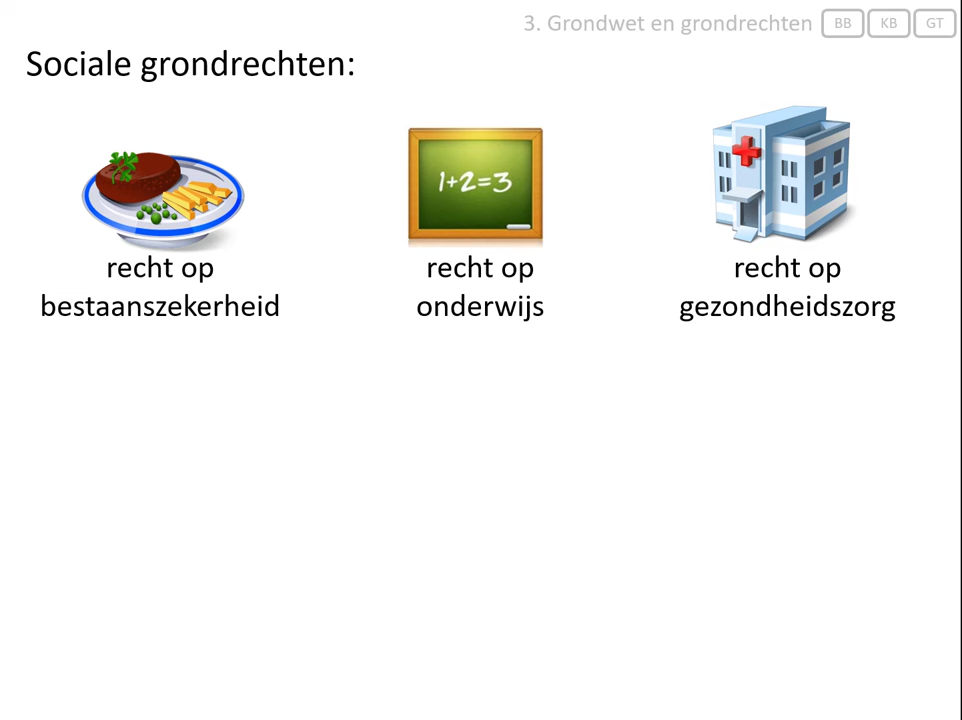 3. Grondwet en grondrechten BB KB GT
Sociale grondrechten:
1+2=3
recht op
bestaanszekerheid
recht op
onderwijs
recht op
gezondheidszorg